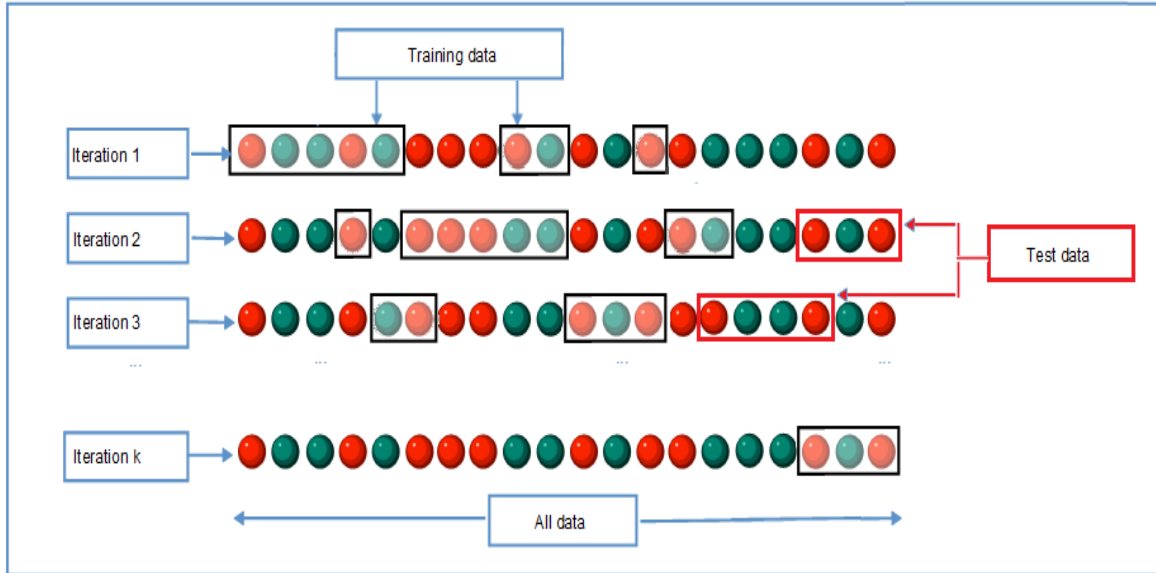 Training data
Iteration 1
Iteration 2
Test data
Iteration 3
... ... ... ...
Iteration k
All data